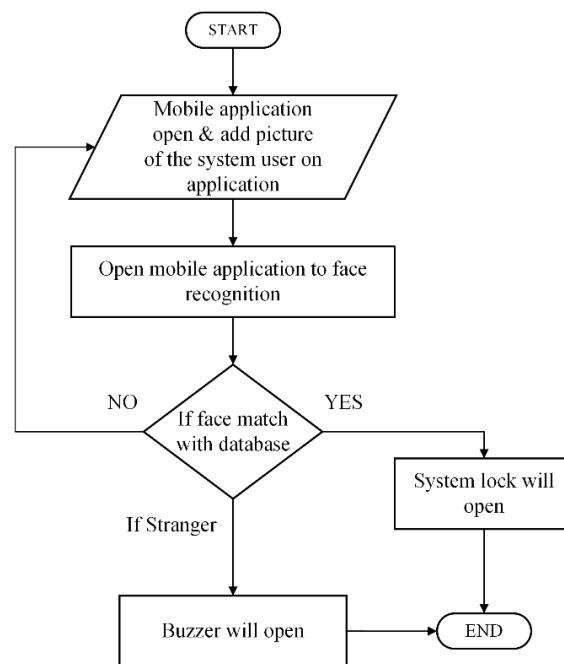 START
Mobile application
open & add picture
of the system user on
application
Open mobile application to face
recognition
NO
YES
If face match
with database
System lock will
open
If Stranger
Buzzer will open
END